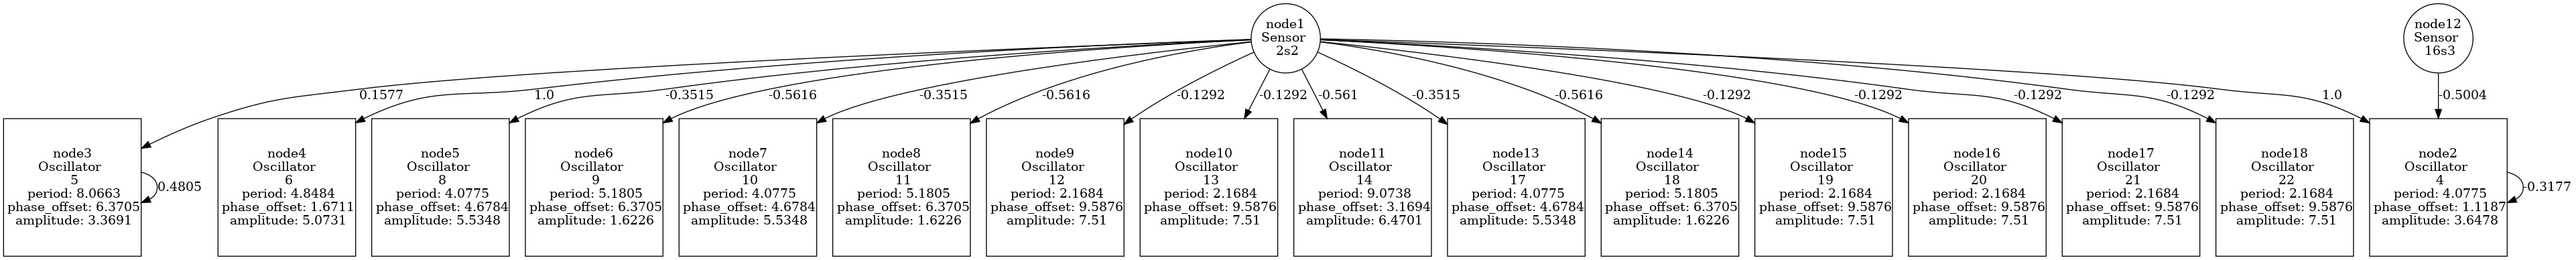 node1
Sensor
2s2
node12
Sensor
16s3
0.1577
1.0
-0.3515
-0.5616
-0.3515
-0.5616
-0.1292
-0.1292
-0.561
-0.3515
-0.5616
-0.1292
-0.1292
-0.1292
-0.1292
1.0
-0.5004
node3
Oscillator
5
period: 8.0663
phase_offset: 6.3705
amplitude: 3.3691
0.4805
node4
Oscillator
6
period: 4.8484
phase_offset: 1.6711
amplitude: 5.0731
node5
Oscillator
8
period: 4.0775
phase_offset: 4.6784
amplitude: 5.5348
node6
Oscillator
9
period: 5.1805
phase_offset: 6.3705
amplitude: 1.6226
node7
Oscillator
10
period: 4.0775
phase_offset: 4.6784
amplitude: 5.5348
node8
Oscillator
11
period: 5.1805
phase_offset: 6.3705
amplitude: 1.6226
node9
Oscillator
12
period: 2.1684
phase_offset: 9.5876
amplitude: 7.51
node10
Oscillator
13
period: 2.1684
phase_offset: 9.5876
amplitude: 7.51
node11
Oscillator
14
period: 9.0738
phase_offset: 3.1694
amplitude: 6.4701
node13
Oscillator
17
period: 4.0775
phase_offset: 4.6784
amplitude: 5.5348
node14
Oscillator
18
period: 5.1805
phase_offset: 6.3705
amplitude: 1.6226
node15
Oscillator
19
period: 2.1684
phase_offset: 9.5876
amplitude: 7.51
node16
Oscillator
20
period: 2.1684
phase_offset: 9.5876
amplitude: 7.51
node17
Oscillator
21
period: 2.1684
phase_offset: 9.5876
amplitude: 7.51
node18
Oscillator
22
period: 2.1684
phase_offset: 9.5876
amplitude: 7.51
node2
Oscillator
4
period: 4.0775
phase_offset: 1.1187
amplitude: 3.6478
-0.3177